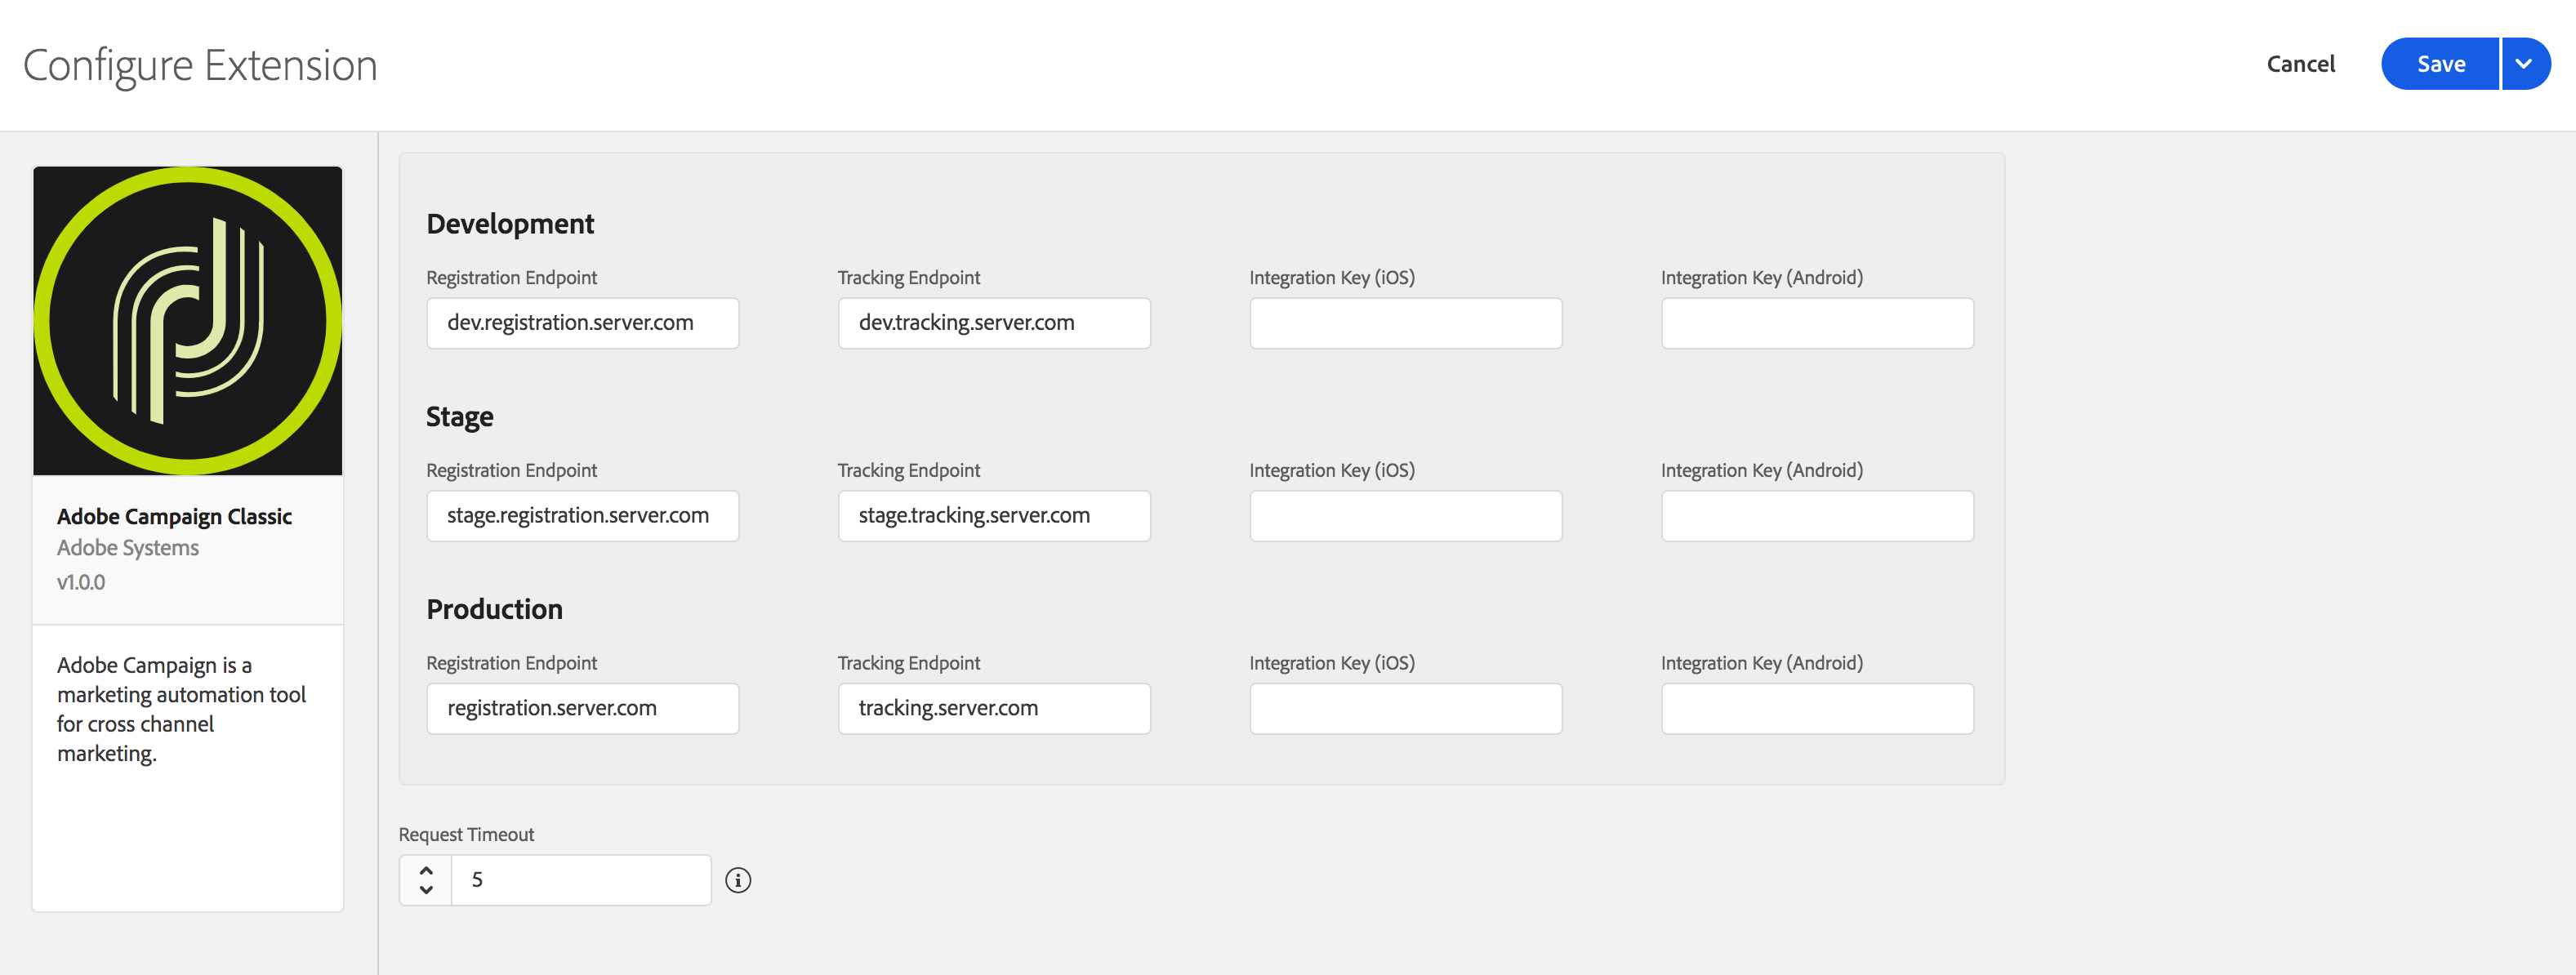 Configure Extension
Cancel
Save
Adobe Campaign Classic
Adobe Systems
v1.0.0
Adobe Campaign is a
marketing automation tool
for cross channel
marketing.
Development
Registration Endpoint
Tracking Endpoint
Integration Key (iOS)
Integration Key (Android)
dev.registration.server.com
dev.tracking.server.com
Stage
Registration Endpoint
Tracking Endpoint
Integration Key (iOS)
Integration Key (Android)
stage.registration.server.com
stage.tracking.server.com
Production
Registration Endpoint
Tracking Endpoint
Integration Key (iOS)
Integration Key (Android)
registration.server.com
tracking.server.com
Request Timeout
5